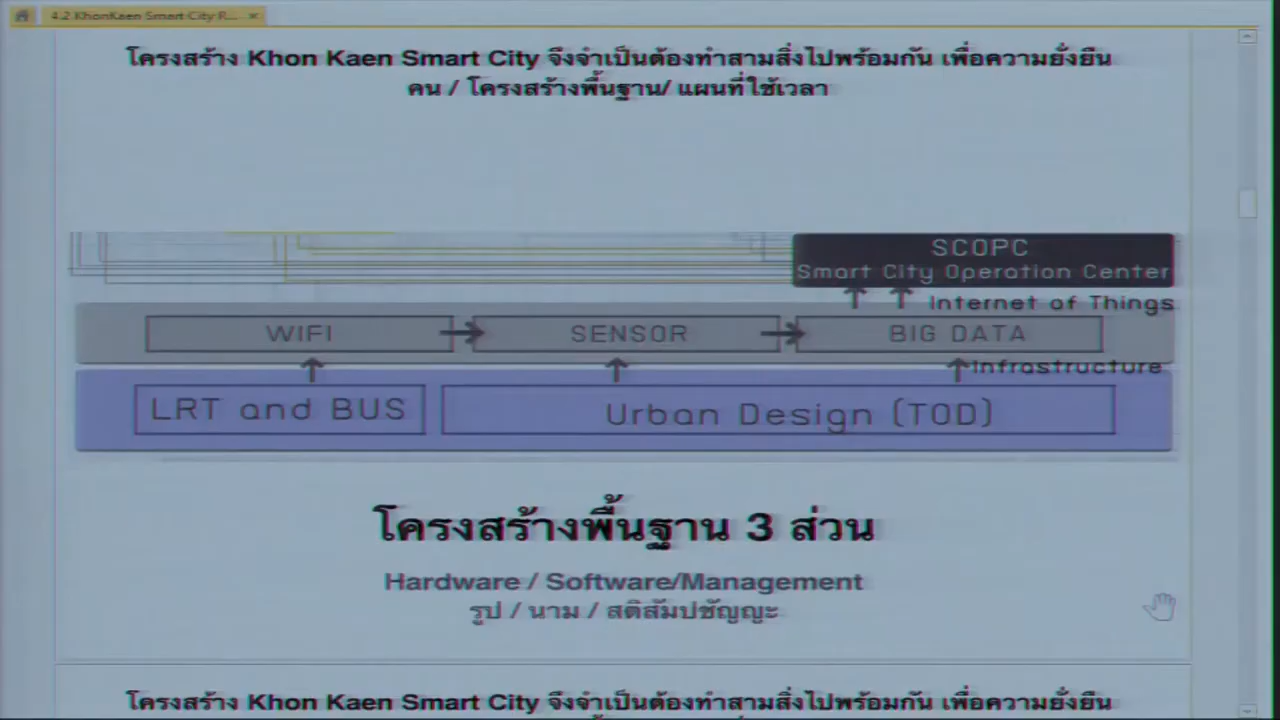 4.2 KhonKaen Smart City R...
โครงสร้าง Khon Kaen Smart City จึงจำเป็นต้องทำสามสิ่งไปพร้อมกัน เพื่อความยั่งยืน
คน / โครงสร้างพื้นฐาน/ แผนที่ใช้เวลา
SCOPC
Smart City Operation Center
Internet of Things
WIFI
SENSOR
BIG DATA
Infrastructure
LRT and BUS
Urban Design (TOD)
โครงสร้างพื้นฐาน 3 ส่วน
Hardware / Software/Management
รูป / นาม / สติสัมปชัญญะ
โครงสร้าง Khon Kaen Smart City จึงจำเป็นต้องทำสามสิ่งไปพร้อมกัน เพื่อความยั่งยืน